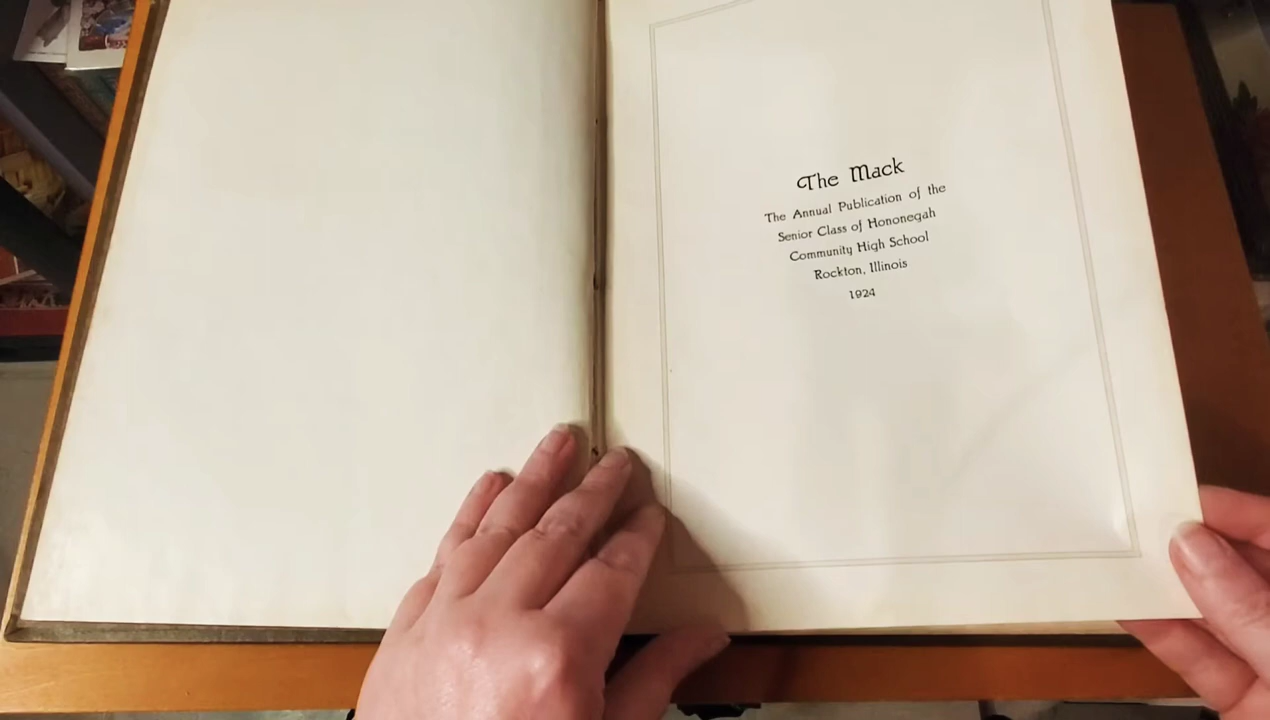 The Mack
The Annual Publication of the
Senior Class of Hononegah
Community High School
Rockton, Illinois
1924